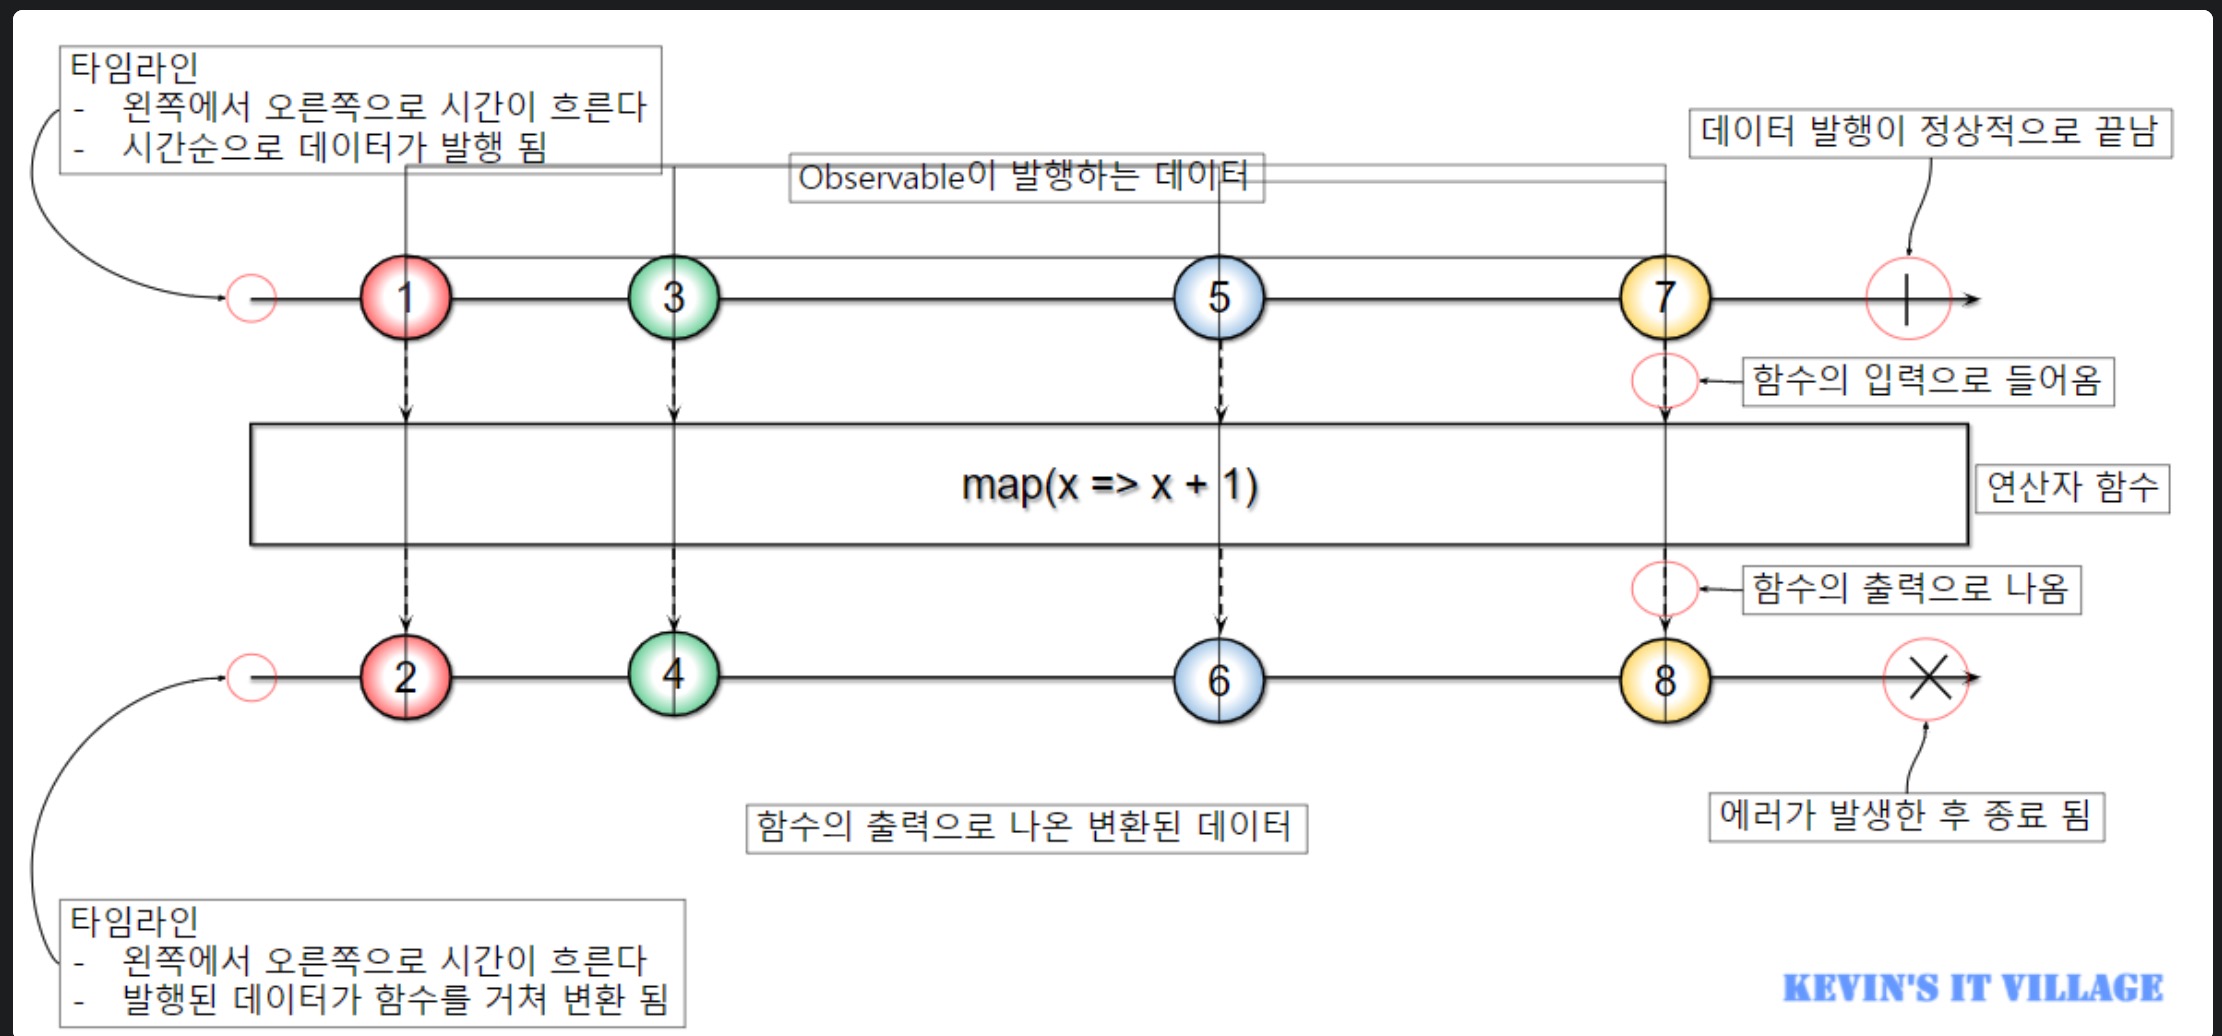 타임라인
- 왼쪽에서 오른쪽으로 시간이 흐른다
- 시간순으로 데이터가 발행 됨
Observable이 발행하는 데이터
데이터 발행이 정상적으로 끝남
1
3
5
7
함수의 입력으로 들어옴
map(x => x + 1)
연산자 함수
함수의 출력으로 나옴
2
4
6
8
함수의 출력으로 나온 변환된 데이터
에러가 발생한 후 종료 됨
타임라인
- 왼쪽에서 오른쪽으로 시간이 흐른다
- 발행된 데이터가 함수를 거쳐 변환 됨
KEVIN'S IT VILLAGE